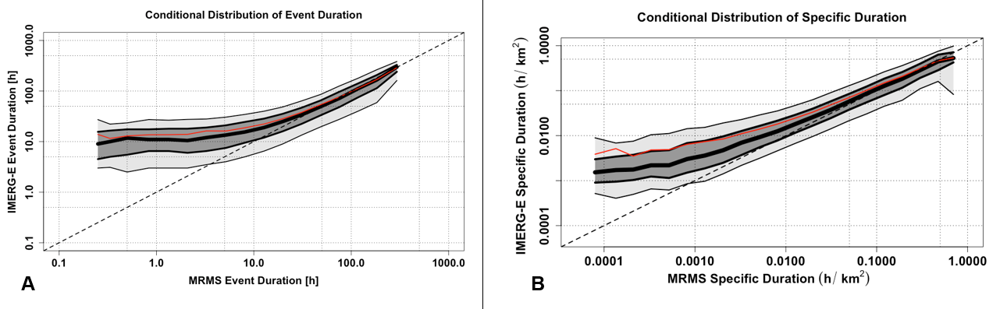 Conditional Distribution of Event Duration
IMERG-E Event Duration [h]
1000.0
100.0
10.0
1.0
0.1
0.1 1.0 10.0 100.0 1000.0
MRMS Event Duration [h]
A
Conditional Distribution of Specific Duration
IMERG-E Specific Duration (h/ km²)
1.0000
0.0100
0.0001
0.0001 0.0010 0.0100 0.1000 1.0000
MRMS Specific Duration (h/ km²)
B